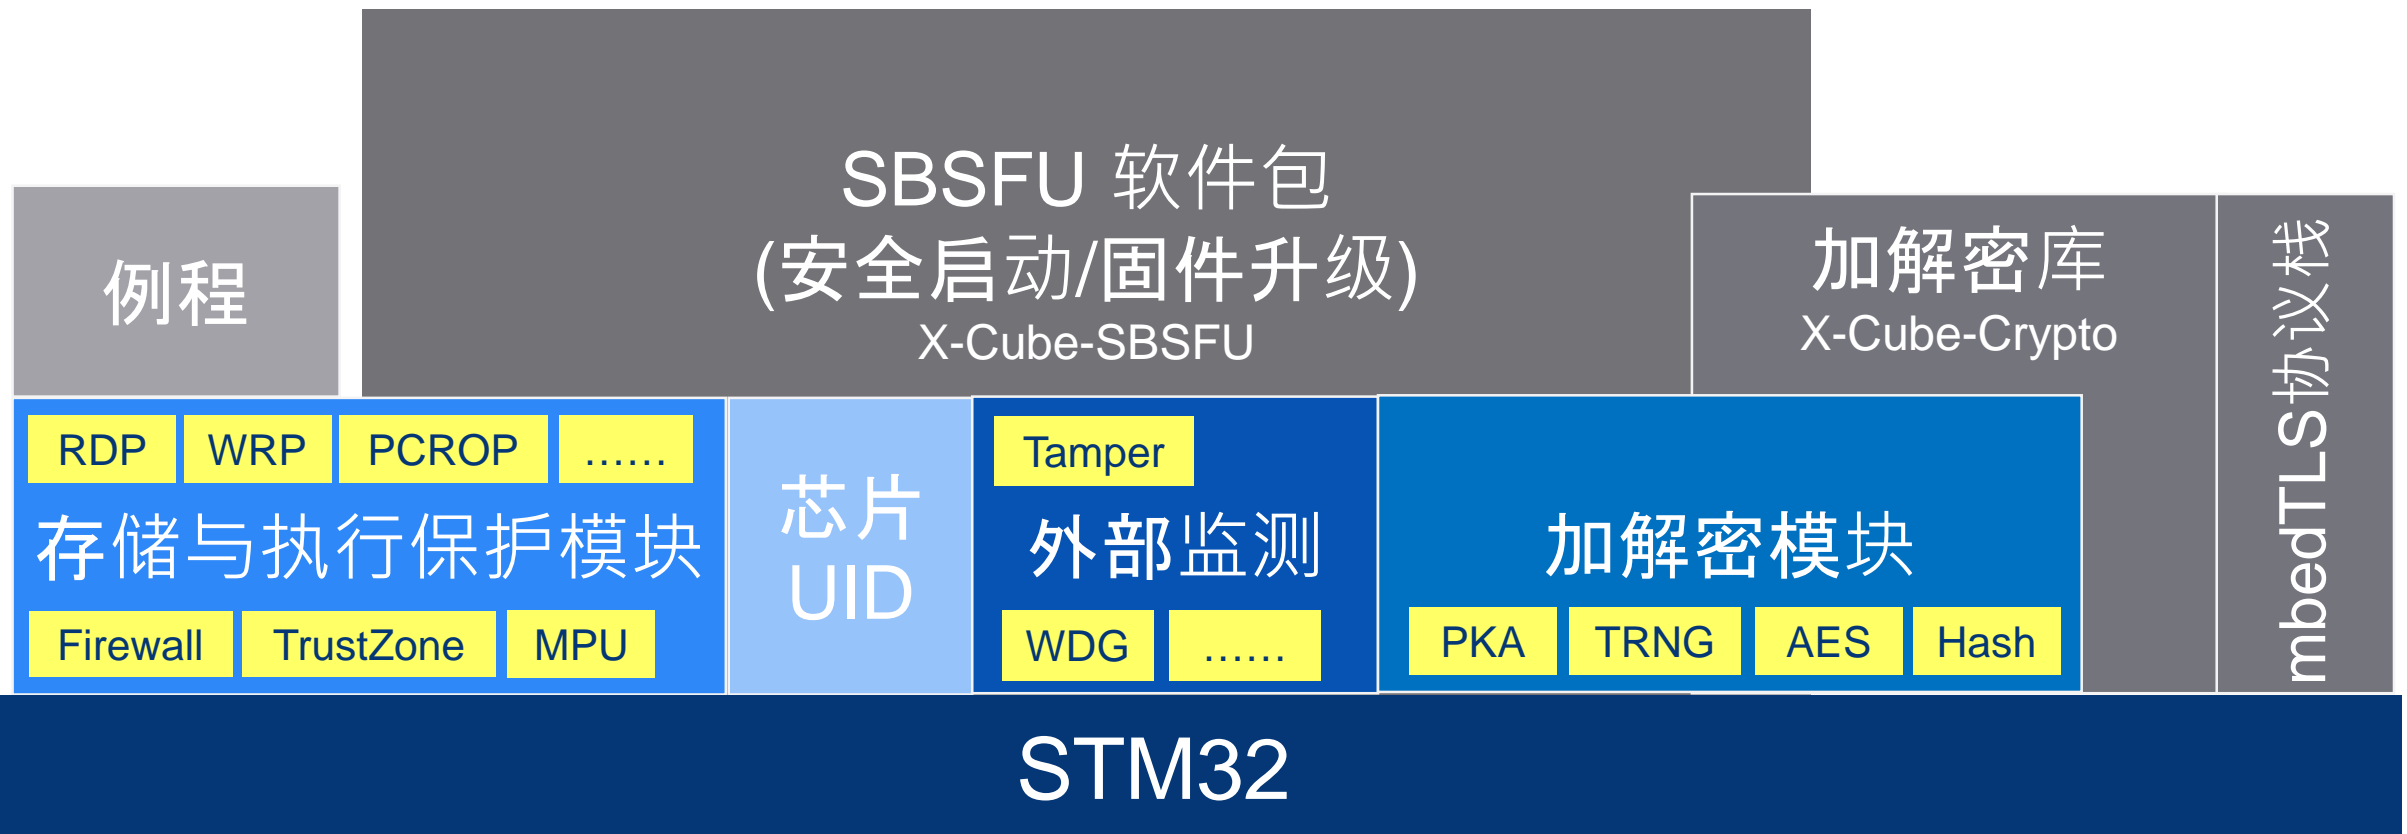 SBSFU 软件包
(安全启动/固件升级)
X-Cube-SBSFU
例程
加解密库
X-Cube-Crypto
mbedTLS协议栈
RDP
WRP
PCROP
……
存储与执行保护模块
Firewall
TrustZone
MPU
芯片
UID
Tamper
外部监测
WDG
……
加解密模块
PKA
TRNG
AES
Hash
STM32